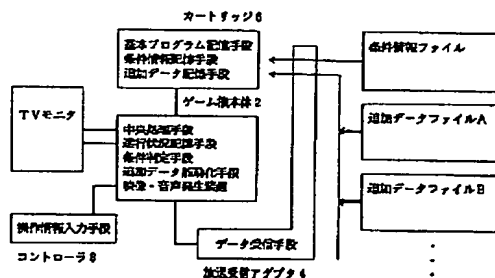 カートリッジ6
基本プログラム記憶手段
条件情報記憶手段
追加データ記憶手段
ゲーム機本体2
TVモニタ
中央処理手段
進行状況記憶手段
条件判定手段
追加データ活動化手段
映像・音声発生装置
操作情報入力手段
コントローラ8
データ受信手段
放送受信アダプタ4
条件情報ファイル
追加データファイルA
追加データファイルB